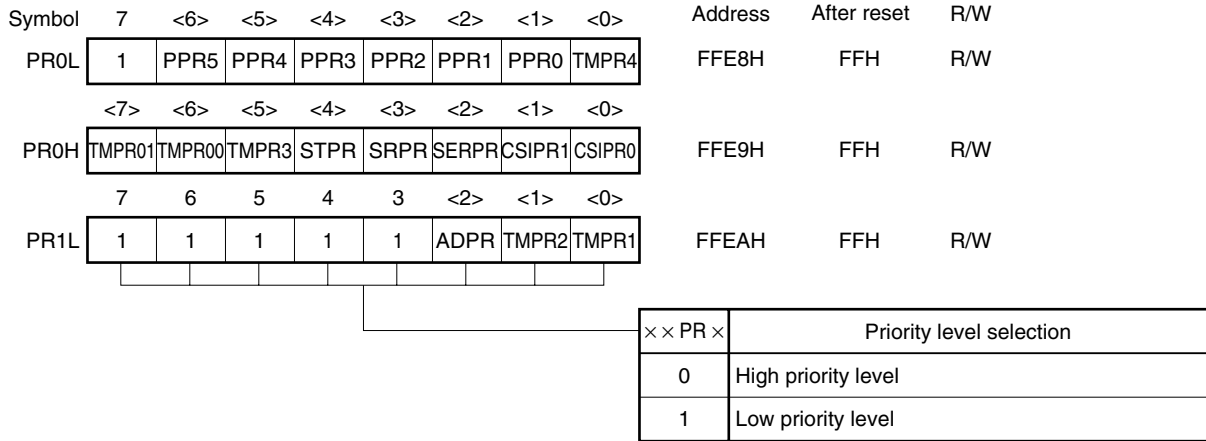 Symbol 7 <6> <5> <4> <3> <2> <1> <0> Address After reset R/W
PR0L 1 PPR5 PPR4 PPR3 PPR2 PPR1 PPR0 TMPR4 FFE8H FFH R/W
<7> <6> <5> <4> <3> <2> <1> <0>
PR0H TMPR01 TMPR00 TMPR3 STPR SRPR SERPR CSIPR1 CSIPR0 FFE9H FFH R/W
7 6 5 4 3 <2> <1> <0>
PR1L 1 1 1 1 1 ADPR TMPR2 TMPR1 FFEAH FFH R/W
××PR× Priority level selection
0 High priority level
1 Low priority level